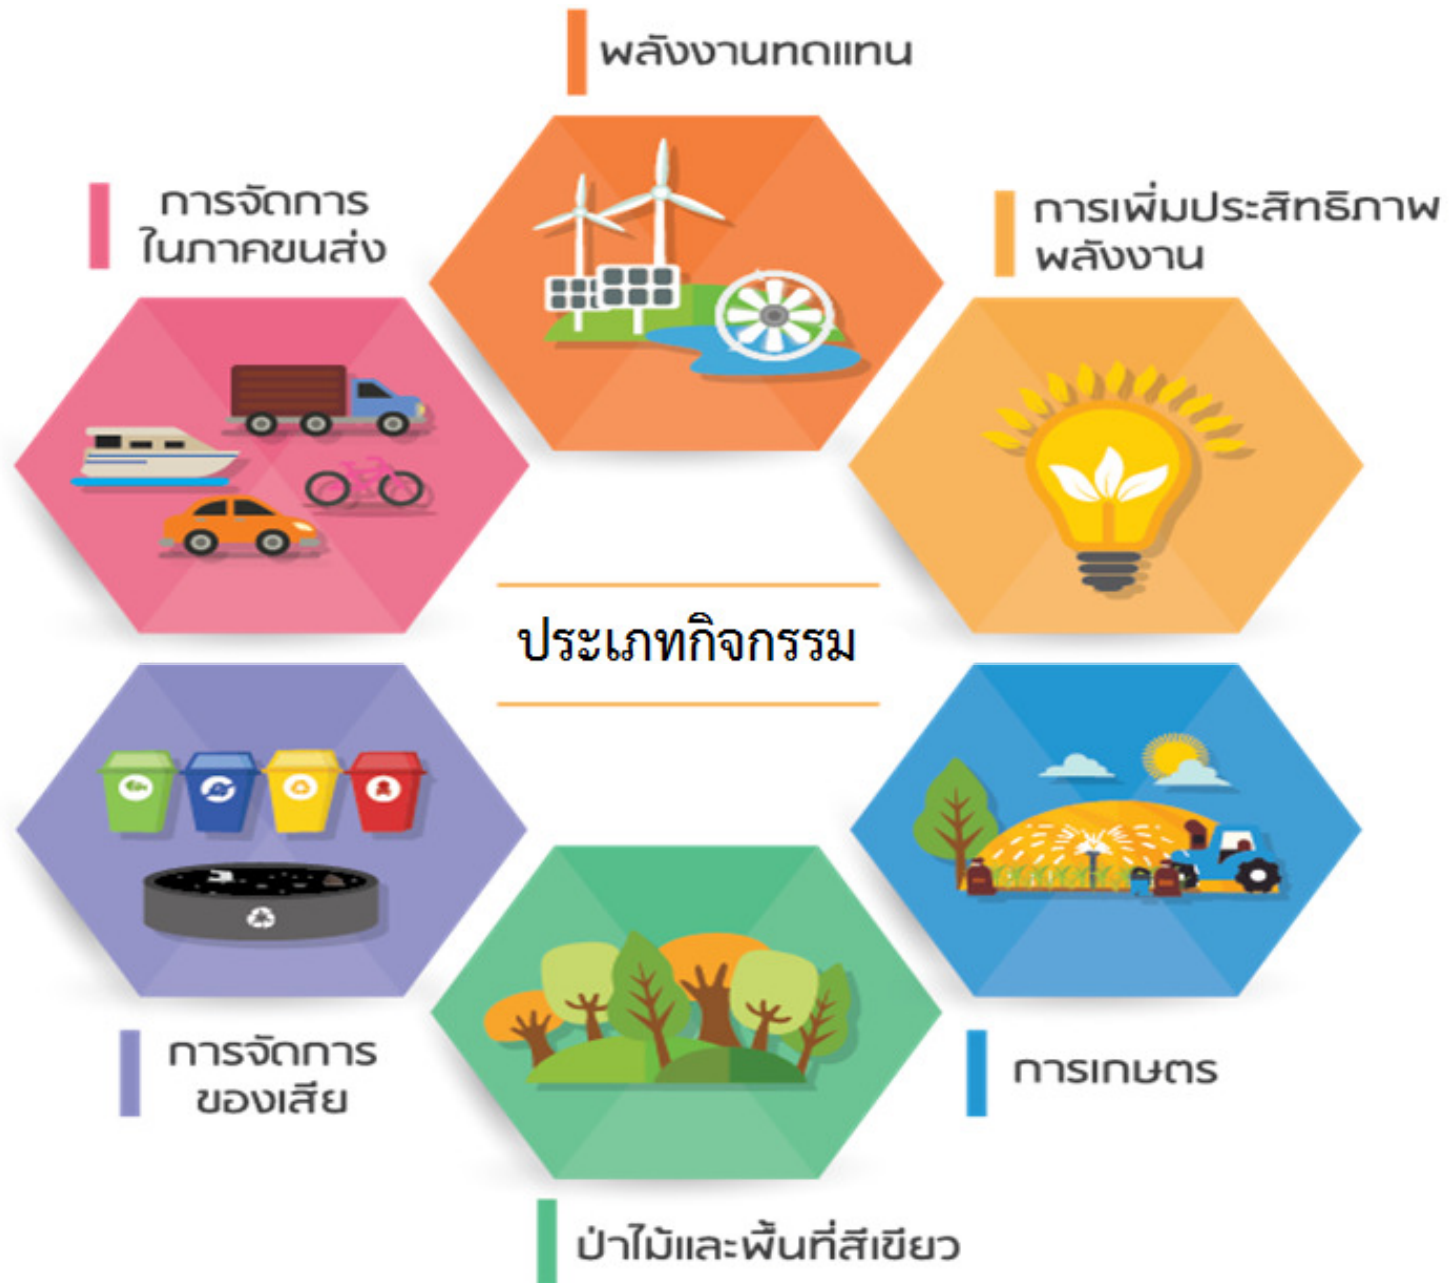 พลังงานทดแทน
การจัดการ
ในภาคขนส่ง
การเพิ่มประสิทธิภาพ
พลังงาน
ประเภทกิจกรรม
การจัดการ
ของเสีย
การเกษตร
ป่าไม้และพื้นที่สีเขียว